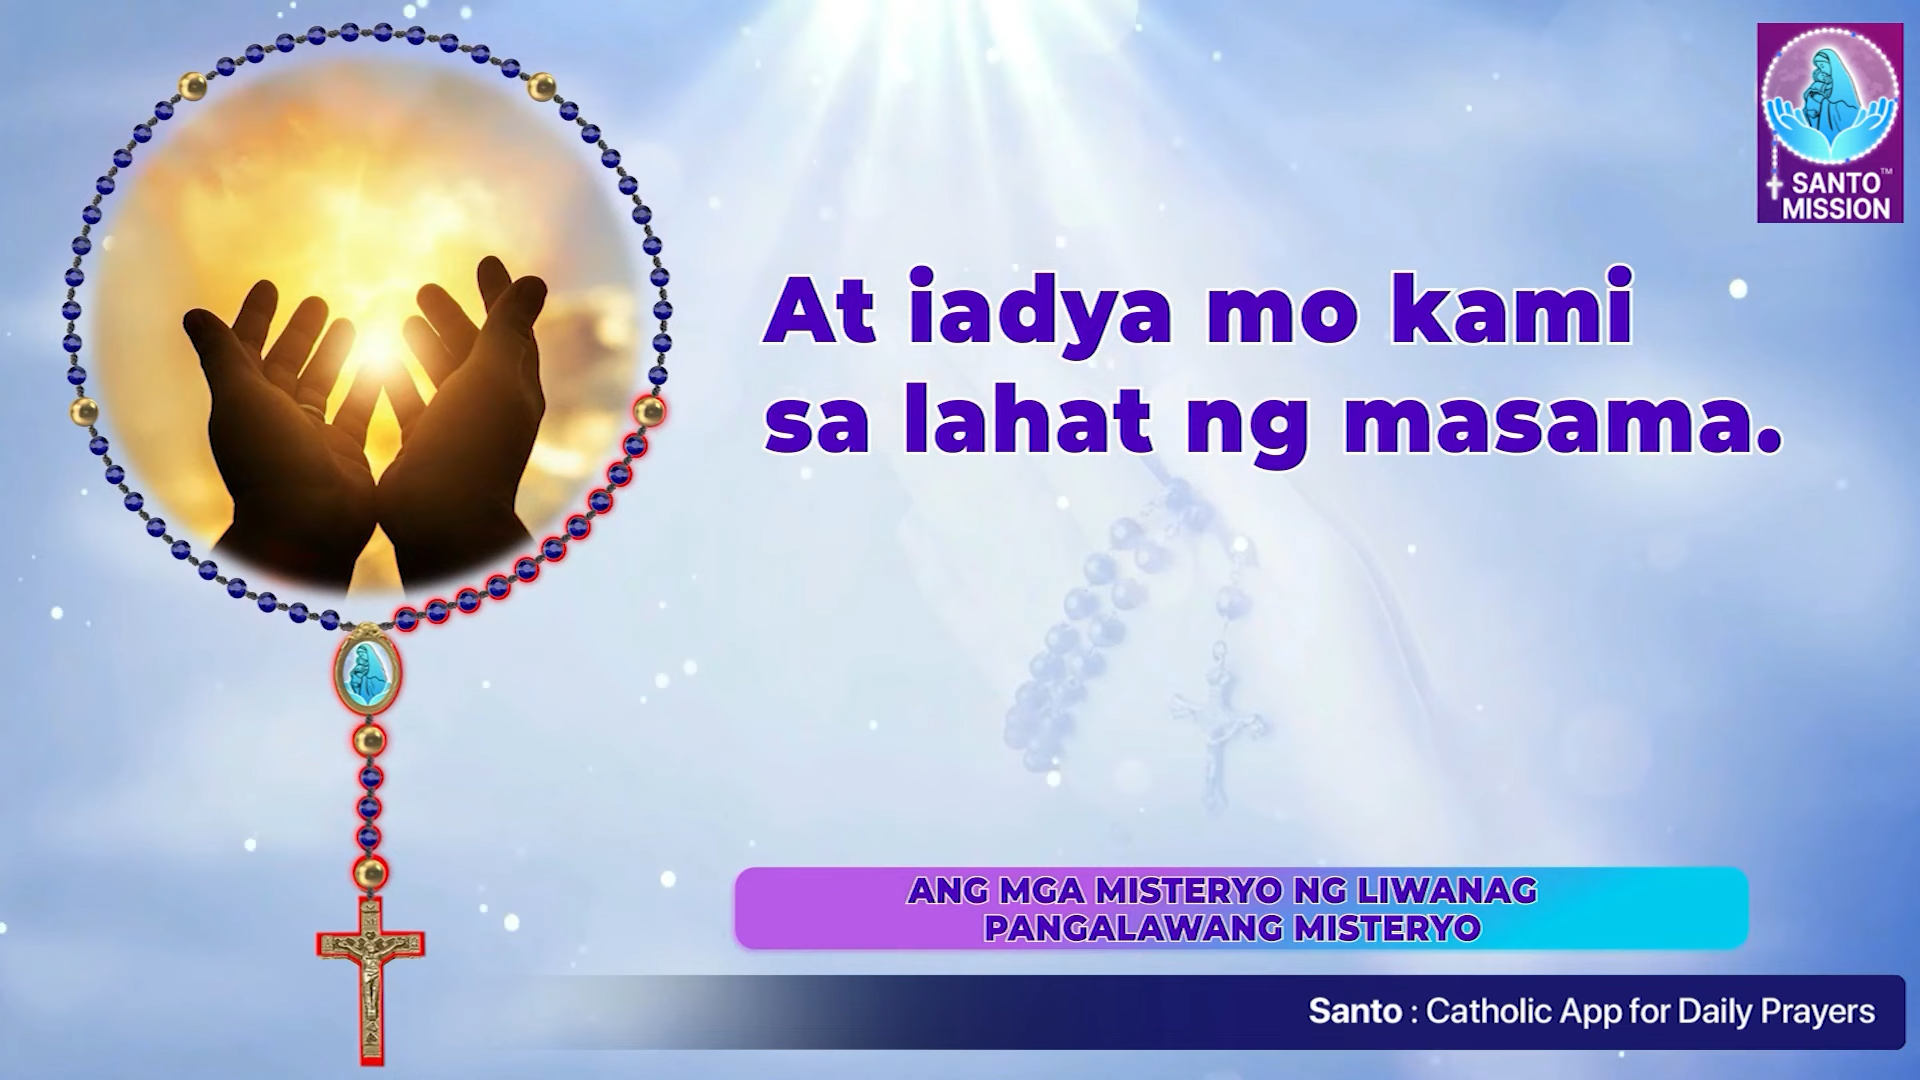 SANTO™
MISSION
At iadya mo kami
sa lahat ng masama.
ANG MGA MISTERYO NG LIWANAG
PANGALAWANG MISTERYO
Santo : Catholic App for Daily Prayers